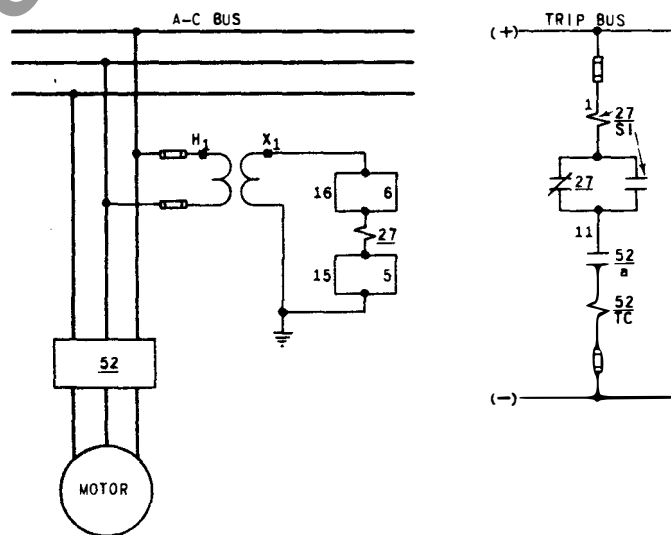 A-C BUS
TRIP BUS
(+)
H1
X1
1
27
SI
16
6
27
27
15
5
11
52
a
52
TC
52
(-)
MOTOR